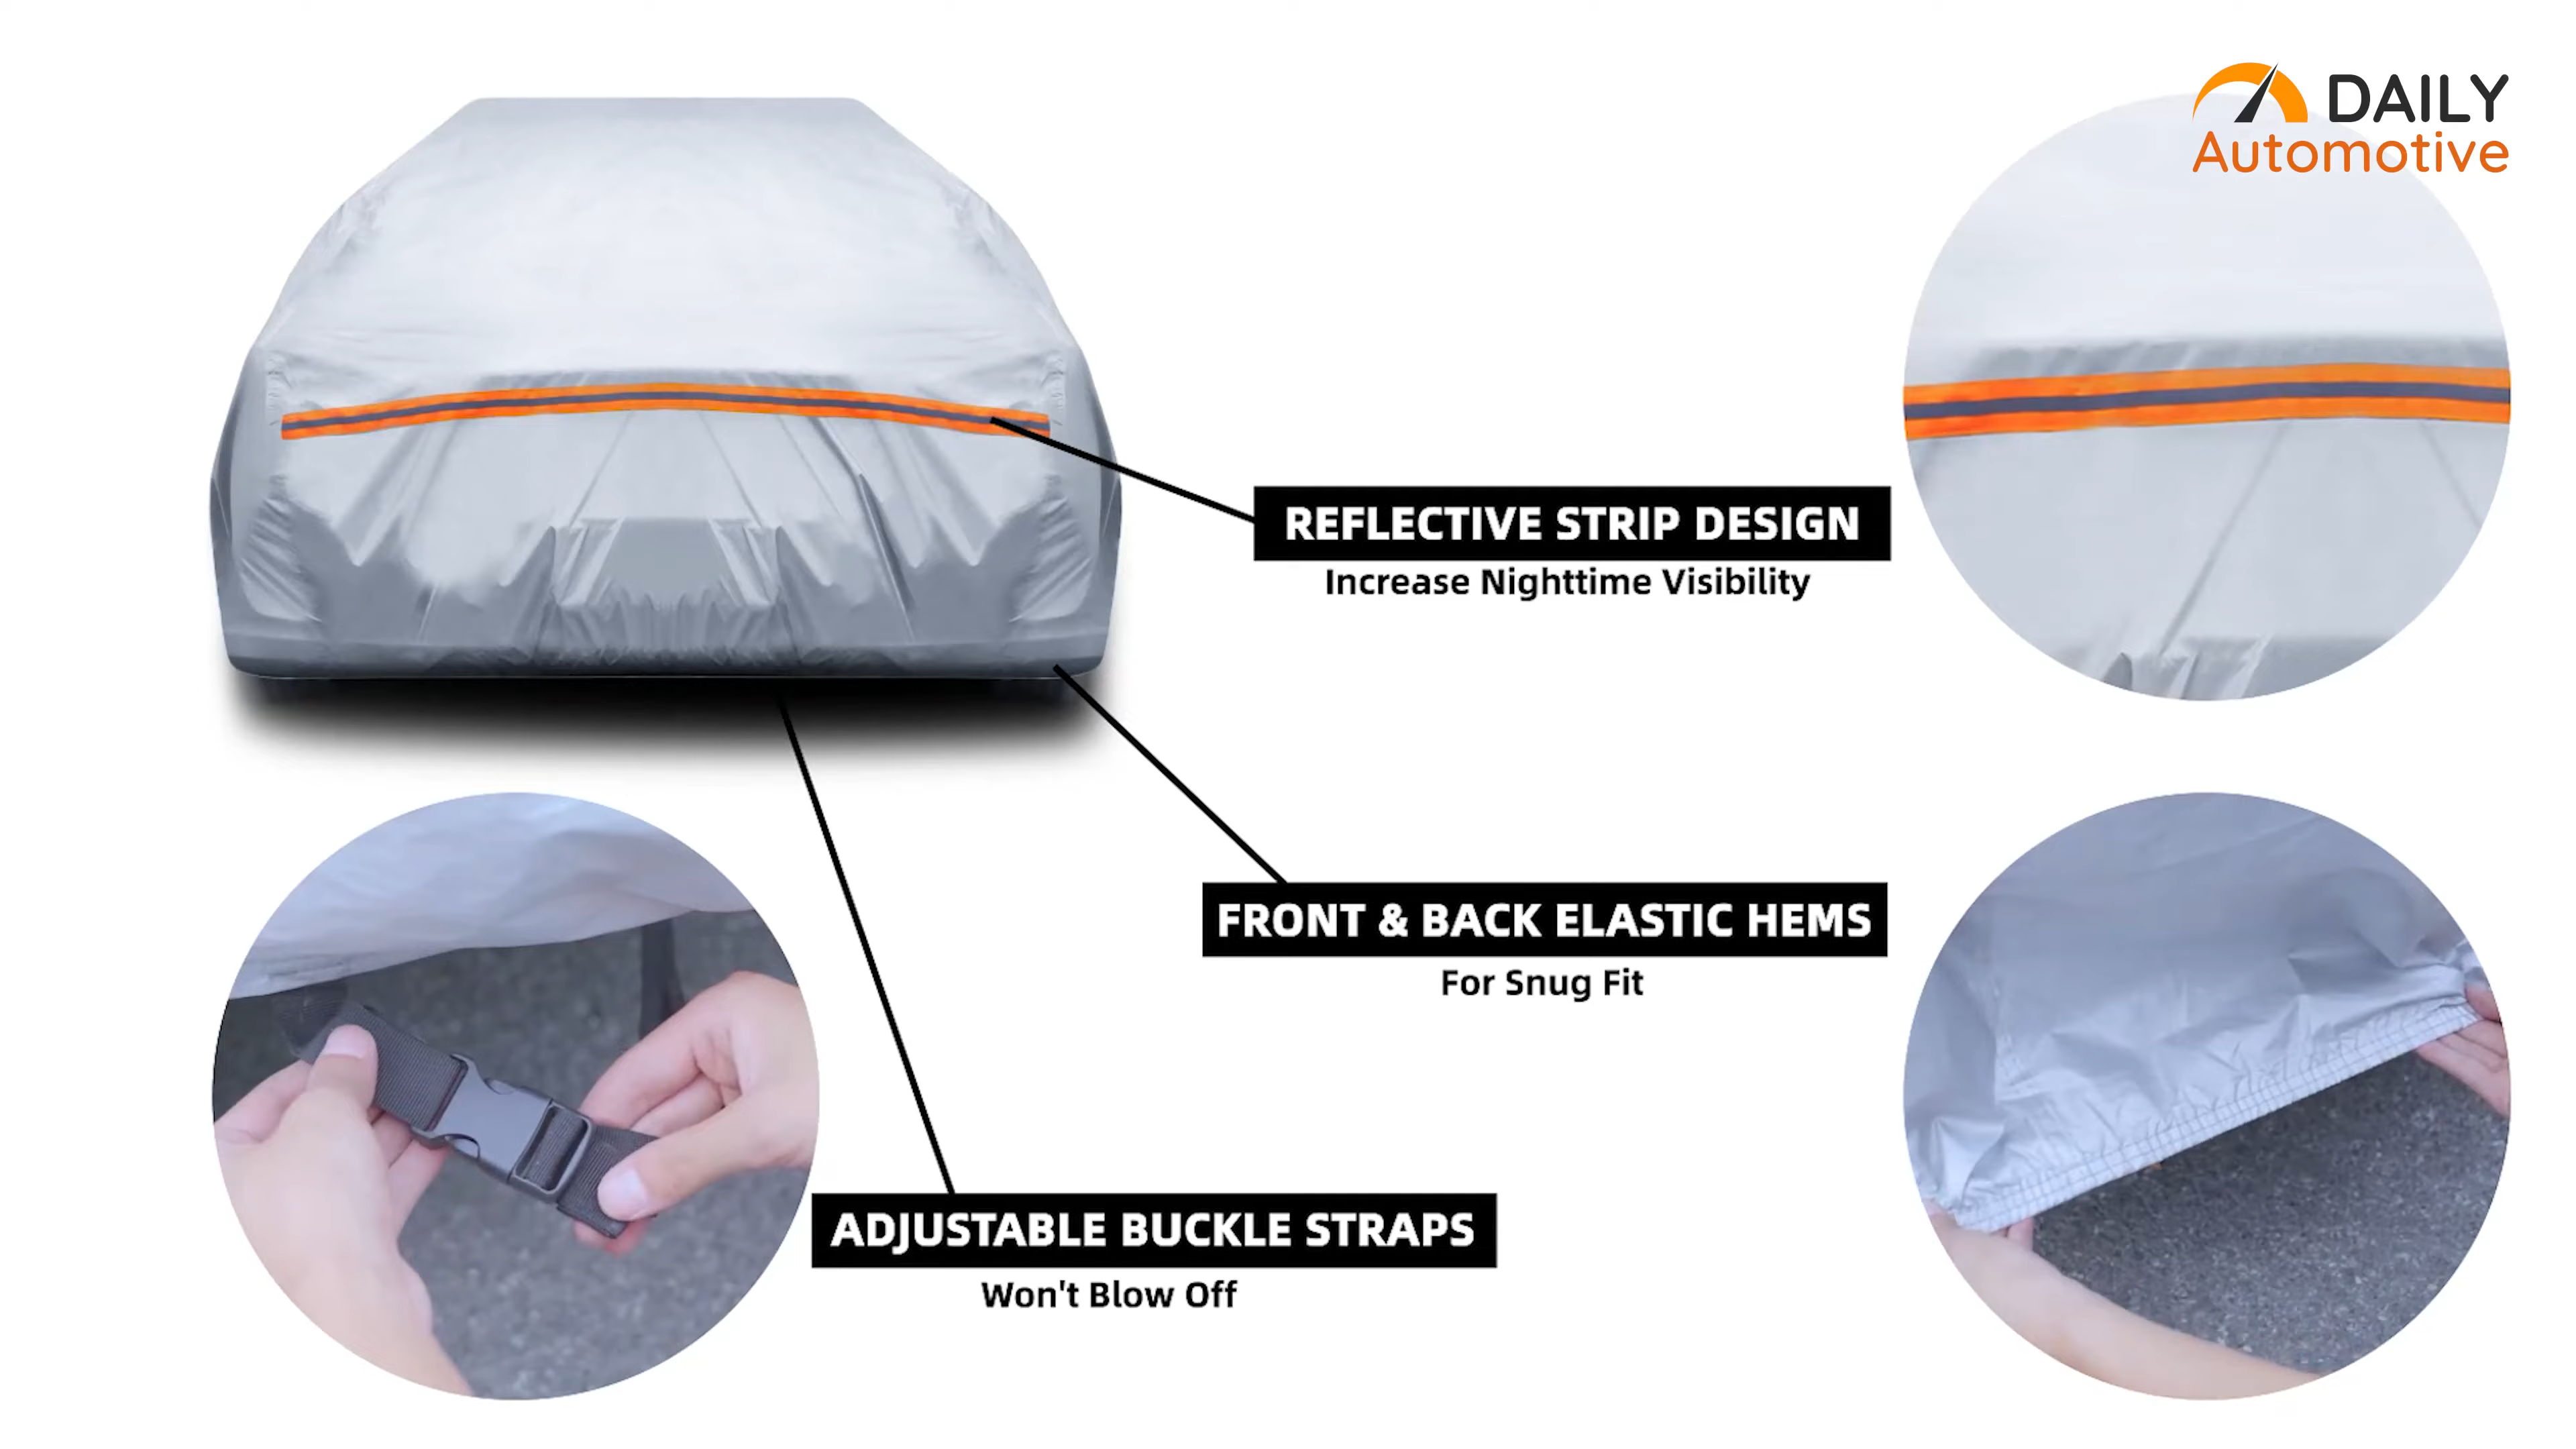 DAILY
Automotive
REFLECTIVE STRIP DESIGN
Increase Nighttime Visibility
FRONT & BACK ELASTIC HEMS
For Snug Fit
ADJUSTABLE BUCKLE STRAPS
Won't Blow Off